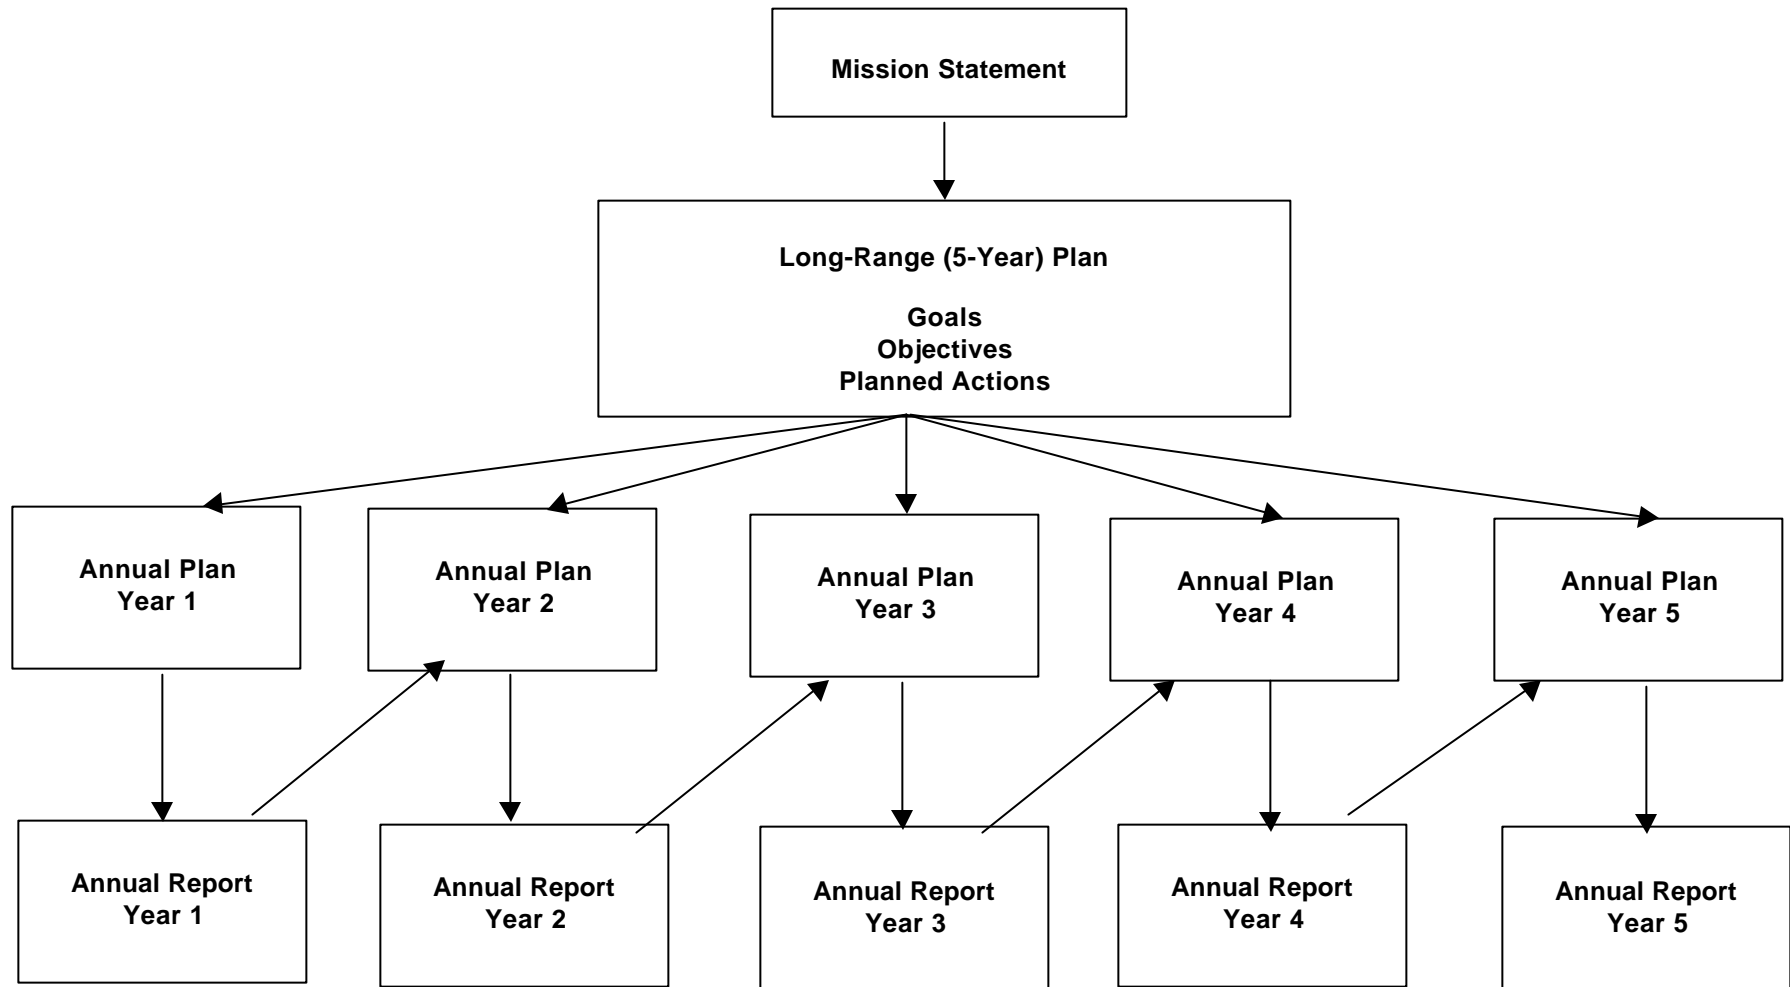 Mission Statement
Long-Range (5-Year) Plan
Goals
Objectives
Planned Actions
Annual Plan
Year 1
Annual Plan
Year 2
Annual Plan
Year 3
Annual Plan
Year 4
Annual Plan
Year 5
Annual Report
Year 1
Annual Report
Year 2
Annual Report
Year 3
Annual Report
Year 4
Annual Report
Year 5